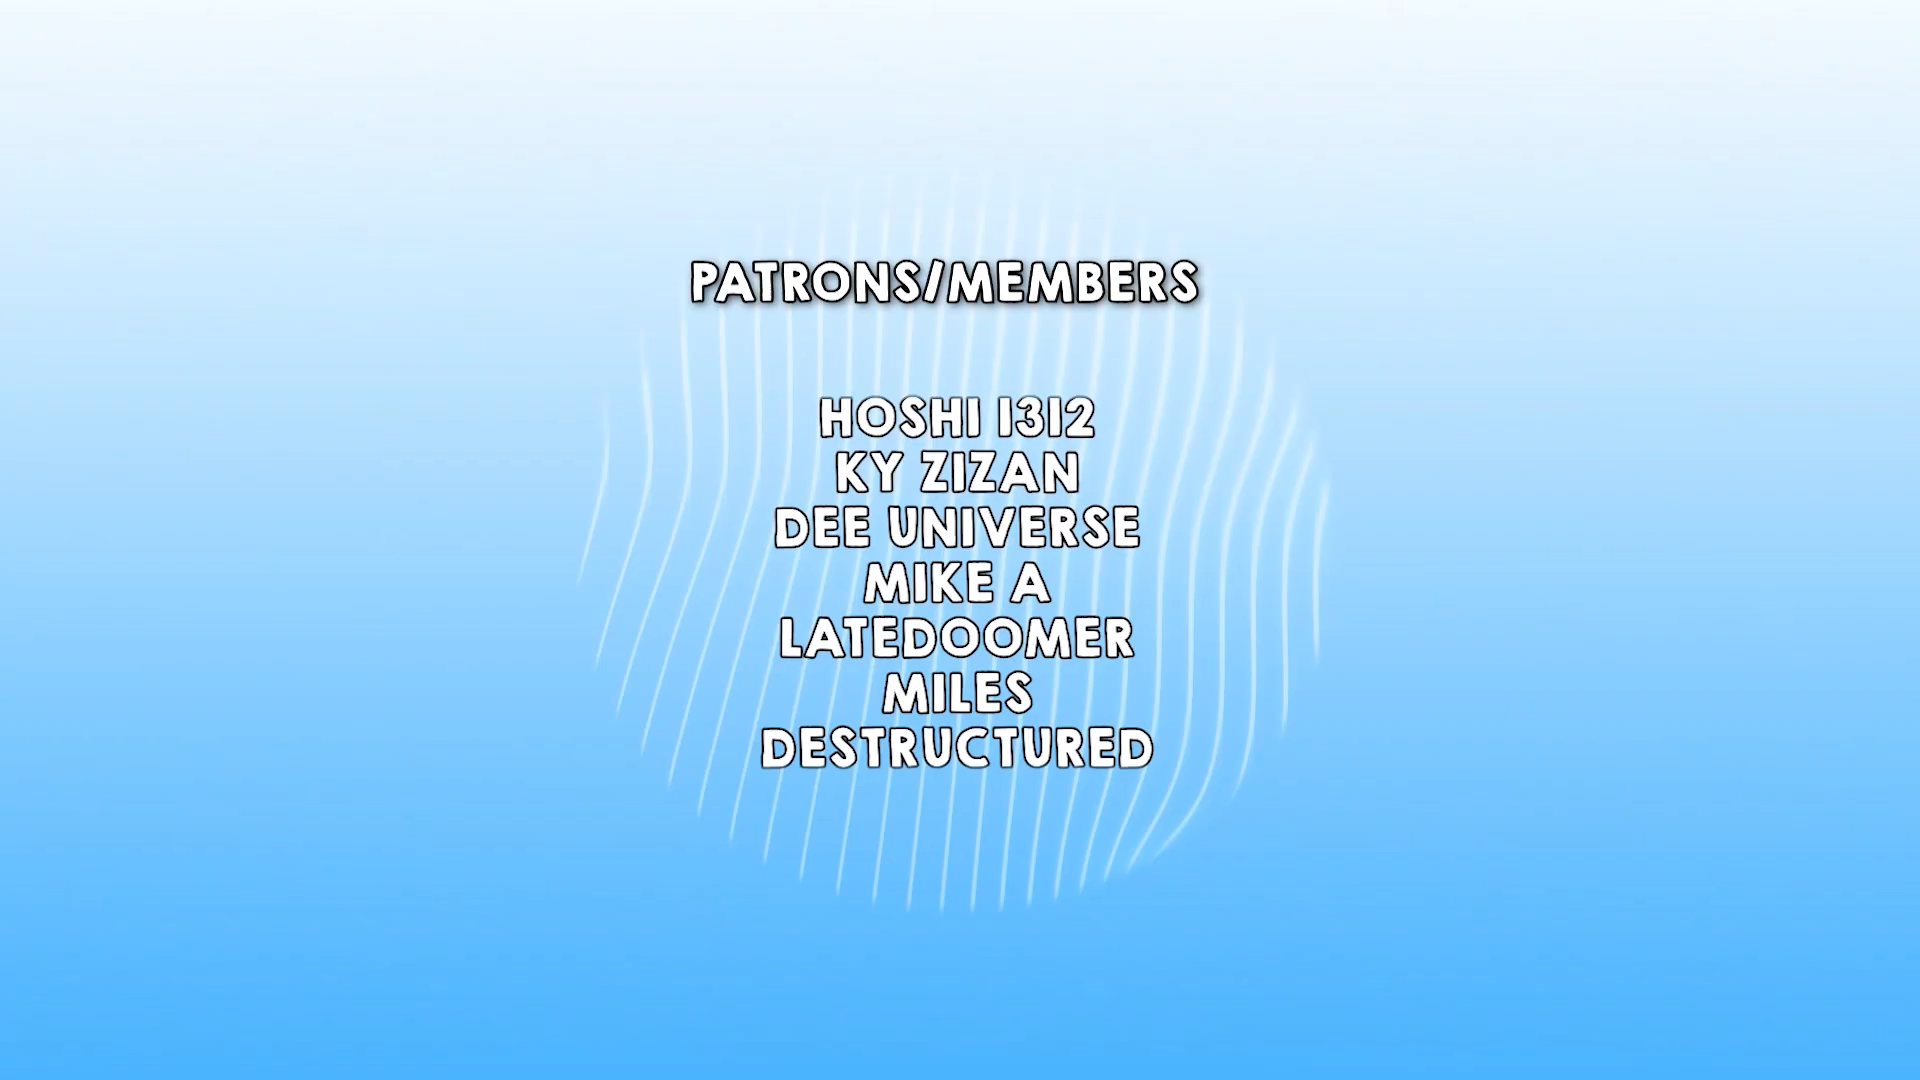 PATRONS/MEMBERS
HOSHI 1312
KY ZIZAN
DEE UNIVERSE
MIKE A
LATEDOOMER
MILES
DESTRUCTURED